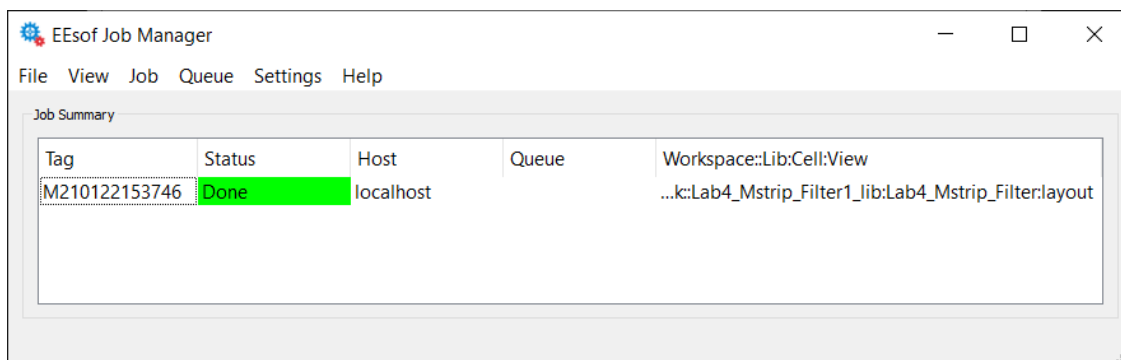 EEsof Job Manager
File View Job Queue Settings Help
Job Summary
Tag Status Host Queue Workspace::Lib:Cell:View
M210122153746 Done localhost ...k::Lab4_Mstrip_Filter1_lib:Lab4_Mstrip_Filter:layout